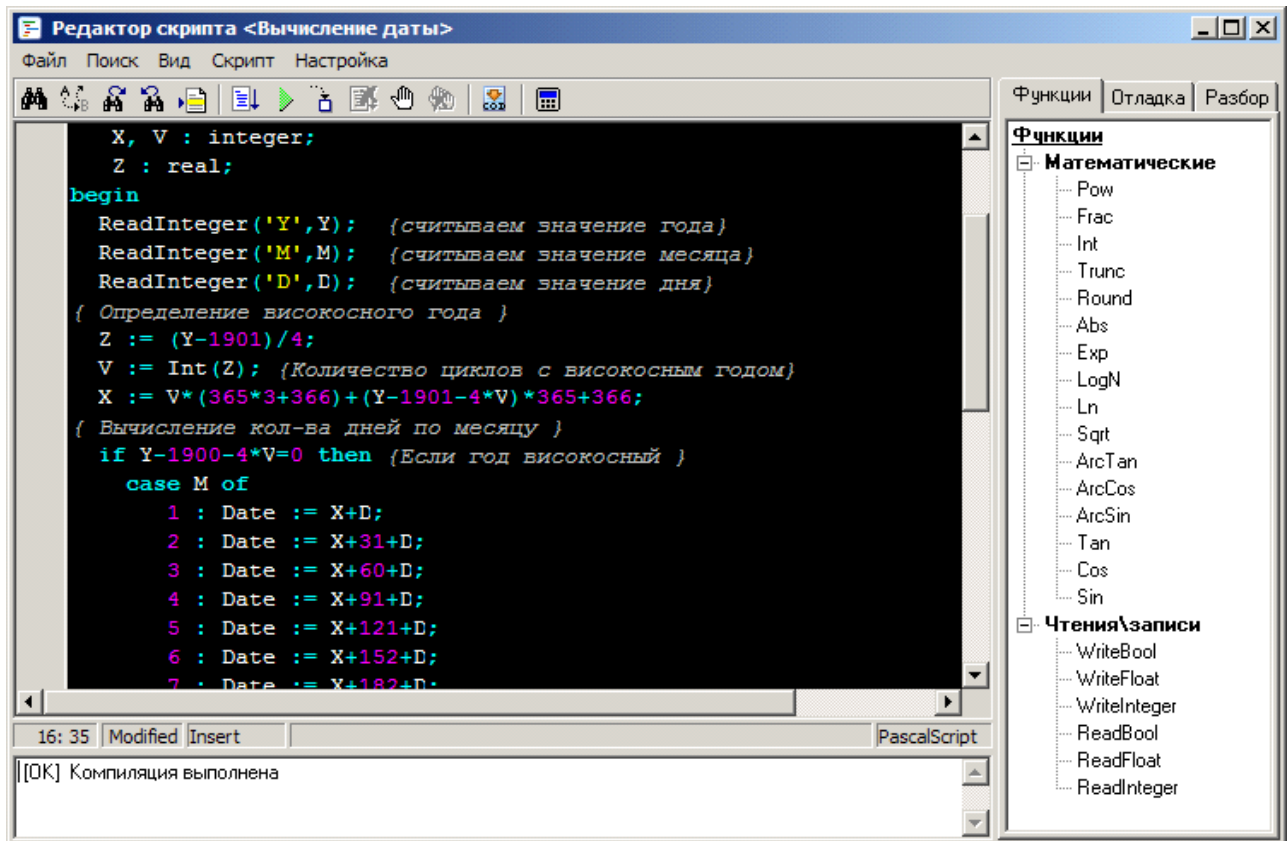 Редактор скрипта <Вычисление даты>
Файл Поиск Вид Скрипт Настройка
X, V : integer;
Z : real;
begin
ReadInteger('Y',Y); {считываем значение года}
ReadInteger('M',M); {считываем значение месяца}
ReadInteger('D',D); {считываем значение дня}
{ Определение високосного года }
Z := (Y-1901)/4;
V := Int(Z); {Количество циклов с високосным годом}
X := V*(365*3+366)+(Y-1901-4*V)*365+366;
{ Вычисление кол-ва дней по месяцу }
if Y-1900-4*V=0 then {Если год високосный }
case M of
1 : Date := X+D;
2 : Date := X+31+D;
3 : Date := X+60+D;
4 : Date := X+91+D;
5 : Date := X+121+D;
6 : Date := X+152+D;
7 : Date := X+182+D;
16: 35 Modified Insert PascalScript
[OK] Компиляция выполнена
Функции Отладка Разбор
Функции
Математические
Pow
Frac
Int
Trunc
Round
Abs
Exp
LogN
Ln
Sqrt
ArcTan
ArcCos
ArcSin
Tan
Cos
Sin
Чтения\записи
WriteBool
WriteFloat
WriteInteger
ReadBool
ReadFloat
ReadInteger